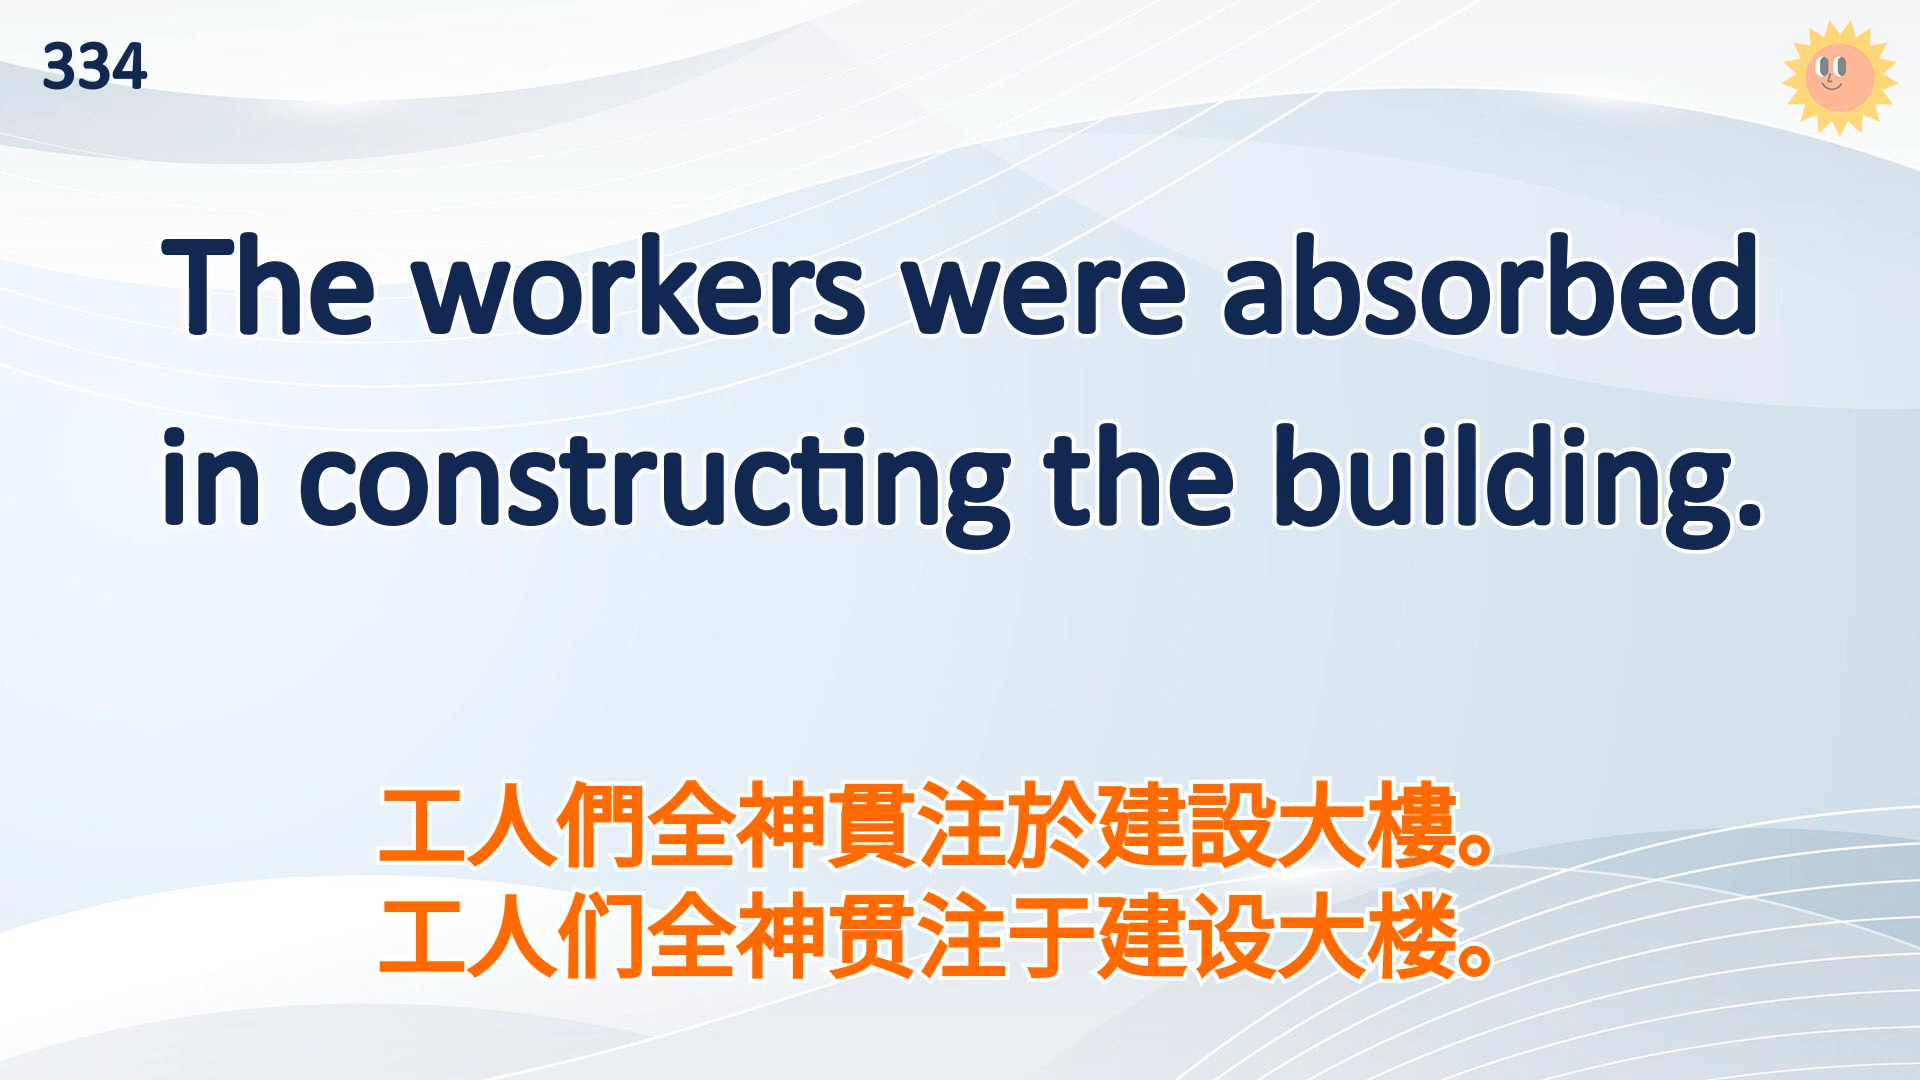 334
The workers were absorbed
in constructing the building.
工人們全神貫注於建設大樓。
工人们全神贯注于建设大楼。